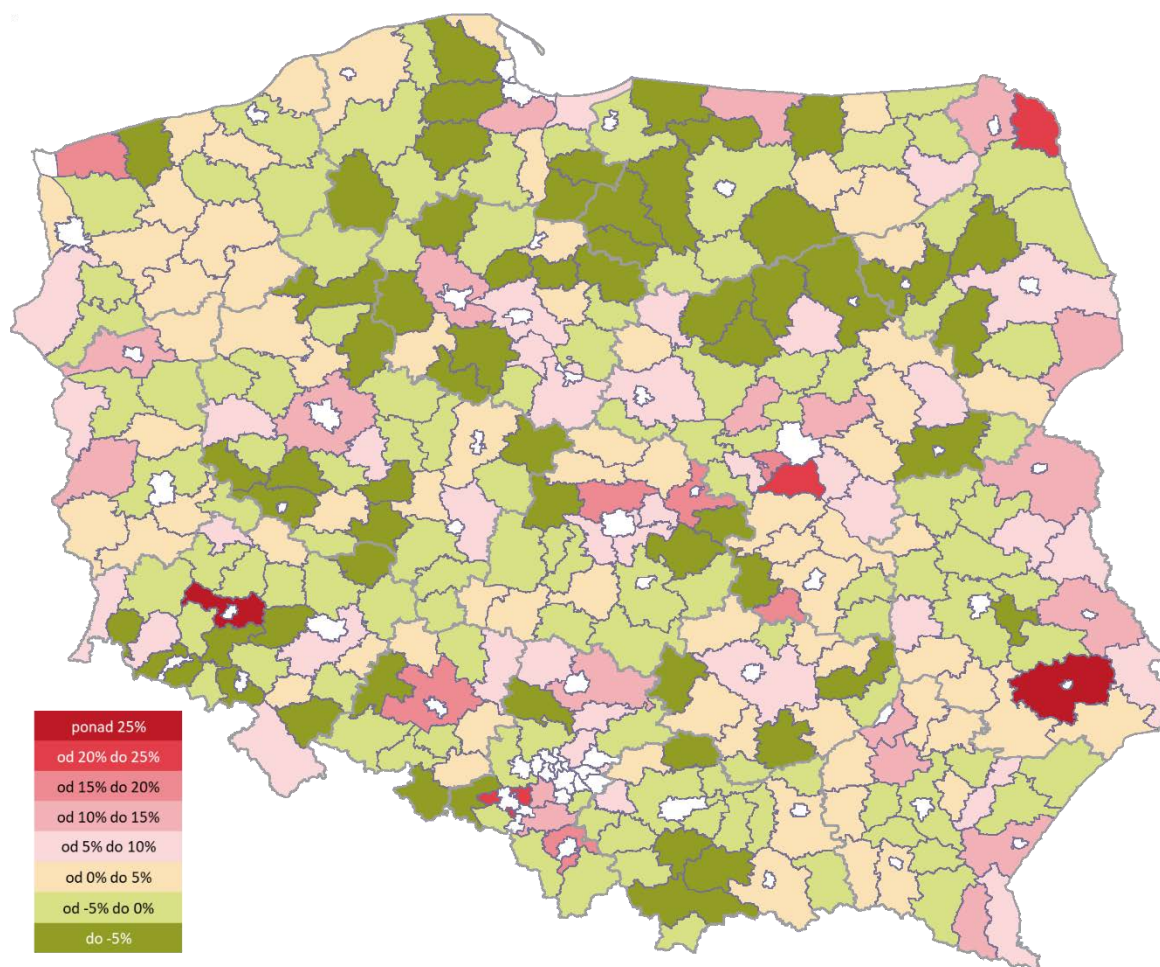 ponad 25%
od 20% do 25%
od 15% do 20%
od 10% do 15%
od 5% do 10%
od 0% do 5%
od -5% do 0%
do -5%